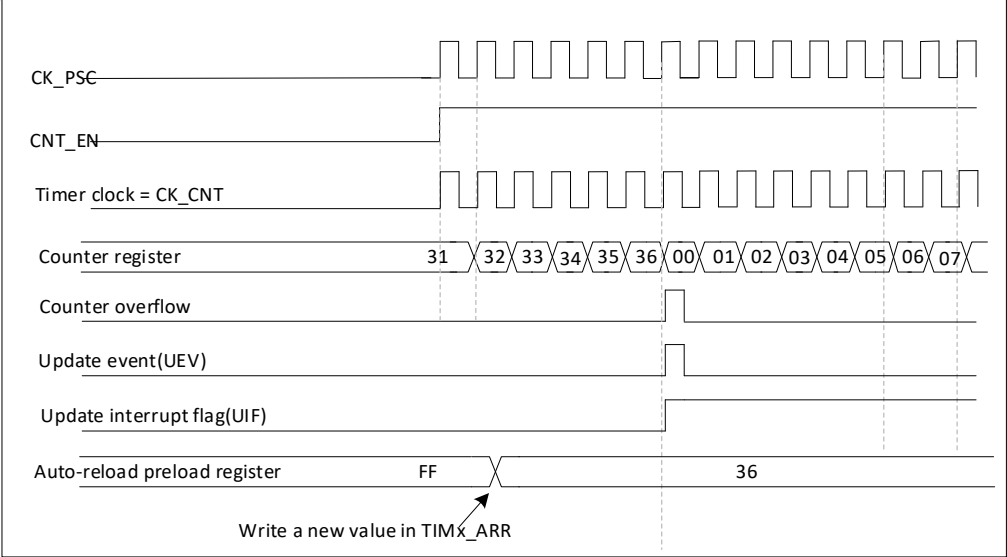 CK_PSC
CNT_EN
Timer clock = CK_CNT
Counter register 31 32 33 34 35 36 00 01 02 03 04 05 06 07
Counter overflow
Update event(UEV)
Update interrupt flag(UIF)
Auto-reload preload register FF 36
Write a new value in TIMx_ARR